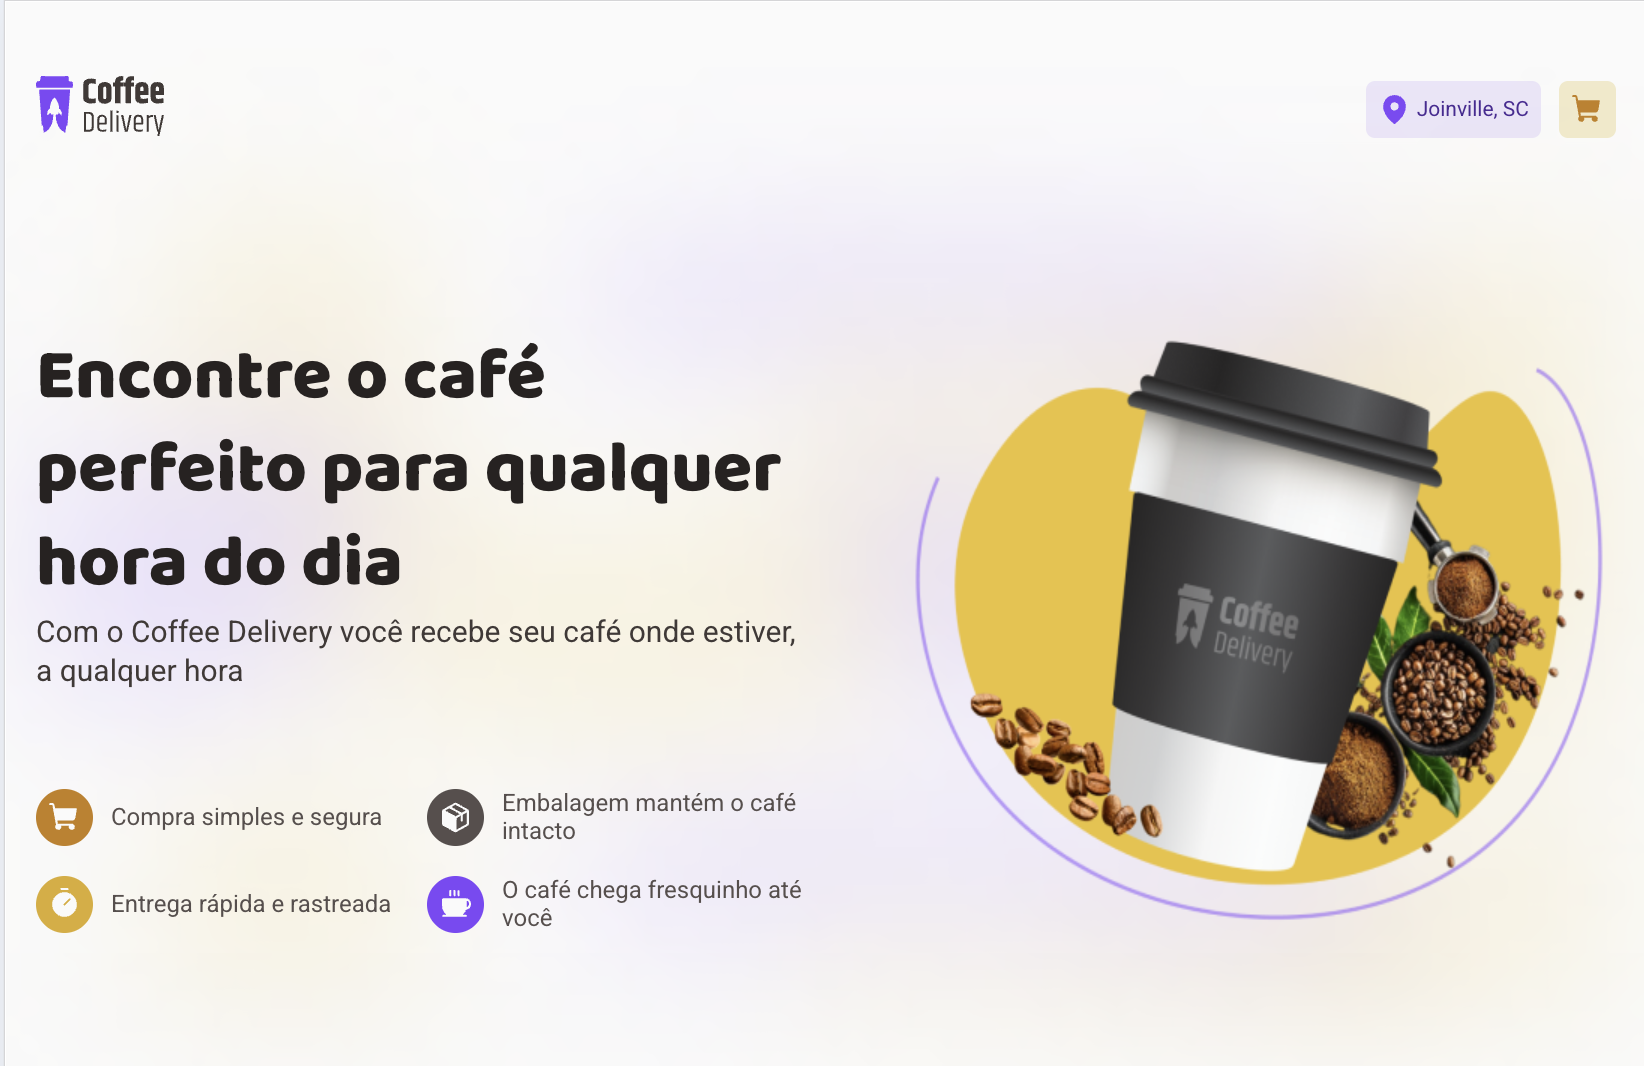 Coffee
Delivery
Joinville, SC
Encontre o café
perfeito para qualquer
hora do dia
Com o Coffee Delivery você recebe seu café onde estiver,
a qualquer hora
Compra simples e segura
Embalagem mantém o café
intacto
Entrega rápida e rastreada
O café chega fresquinho até
você
Coffee
Delivery